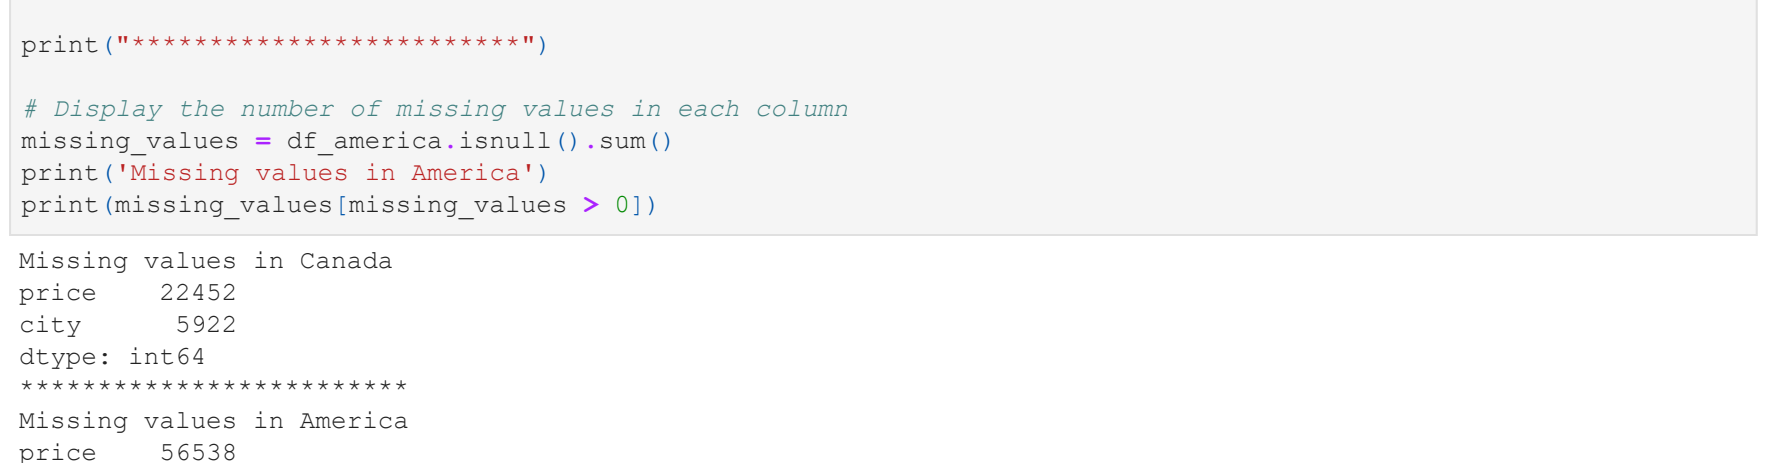 print("*************************")
# Display the number of missing values in each column
missing_values = df_america.isnull().sum()
print('Missing values in America')
print(missing_values[missing_values > 0])
Missing values in Canada
price    22452
city      5922
dtype: int64
*************************
Missing values in America
price    56538